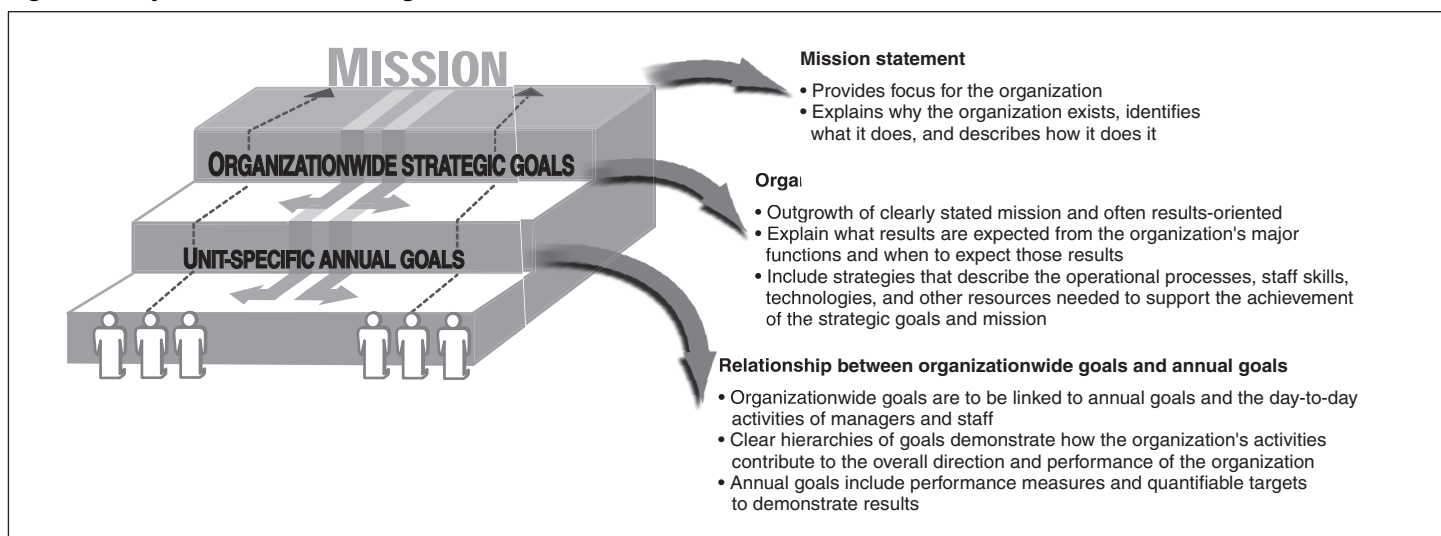 MISSION
ORGANIZATIONWIDE STRATEGIC GOALS
UNIT-SPECIFIC ANNUAL GOALS
Mission statement
• Provides focus for the organization
• Explains why the organization exists, identifies
what it does, and describes how it does it
• Outgrowth of clearly stated mission and often results-oriented
• Explain what results are expected from the organization's major
functions and when to expect those results
• Include strategies that describe the operational processes, staff skills,
technologies, and other resources needed to support the achievement
of the strategic goals and mission
Relationship between organizationwide goals and annual goals
• Organizationwide goals are to be linked to annual goals and the day-to-day
activities of managers and staff
• Clear hierarchies of goals demonstrate how the organization's activities
contribute to the overall direction and performance of the organization
• Annual goals include performance measures and quantifiable targets
to demonstrate results